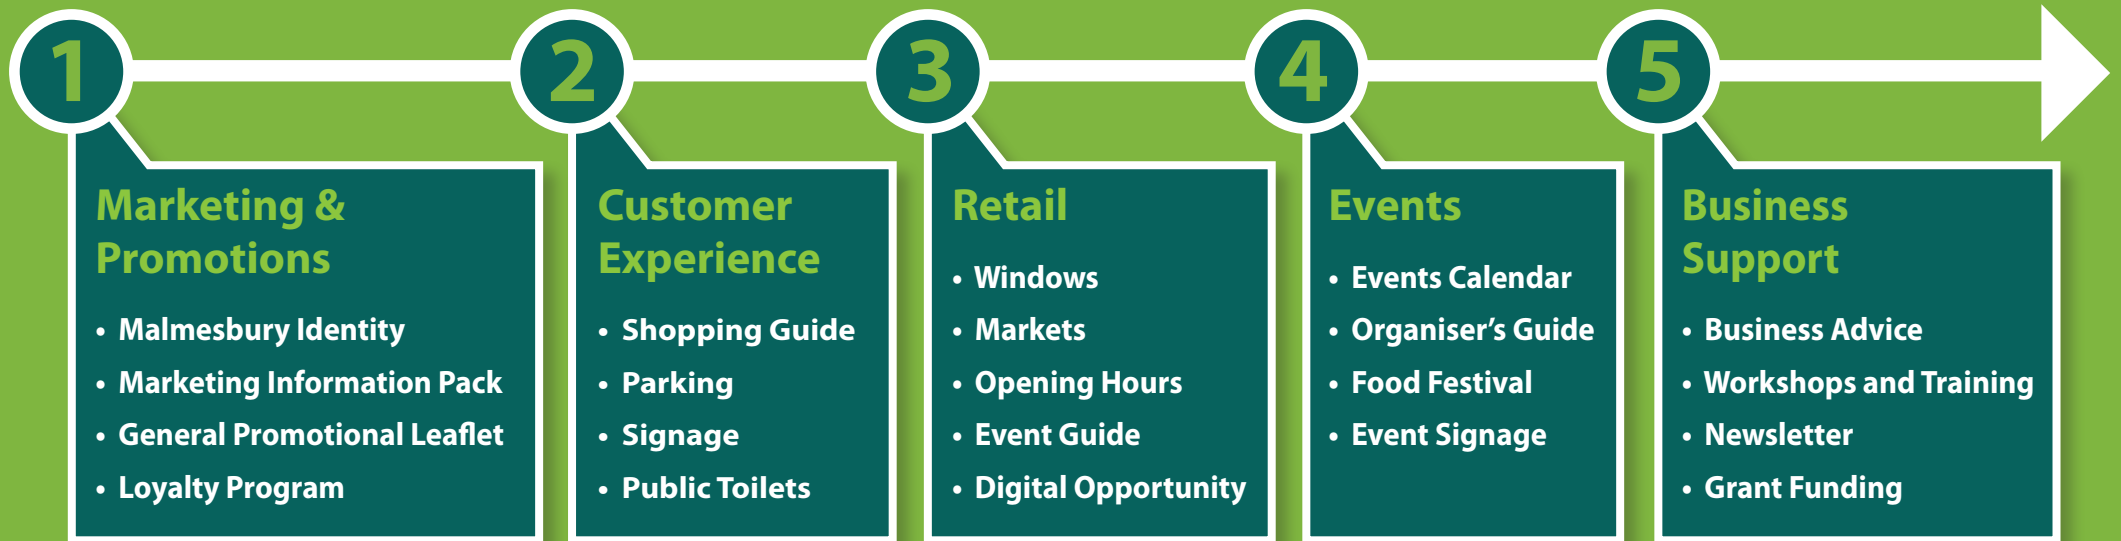 1
Marketing &
Promotions
• Malmesbury Identity
• Marketing Information Pack
• General Promotional Leaflet
• Loyalty Program
2
Customer
Experience
• Shopping Guide
• Parking
• Signage
• Public Toilets
3
Retail
• Windows
• Markets
• Opening Hours
• Event Guide
• Digital Opportunity
4
Events
• Events Calendar
• Organiser’s Guide
• Food Festival
• Event Signage
5
Business
Support
• Business Advice
• Workshops and Training
• Newsletter
• Grant Funding